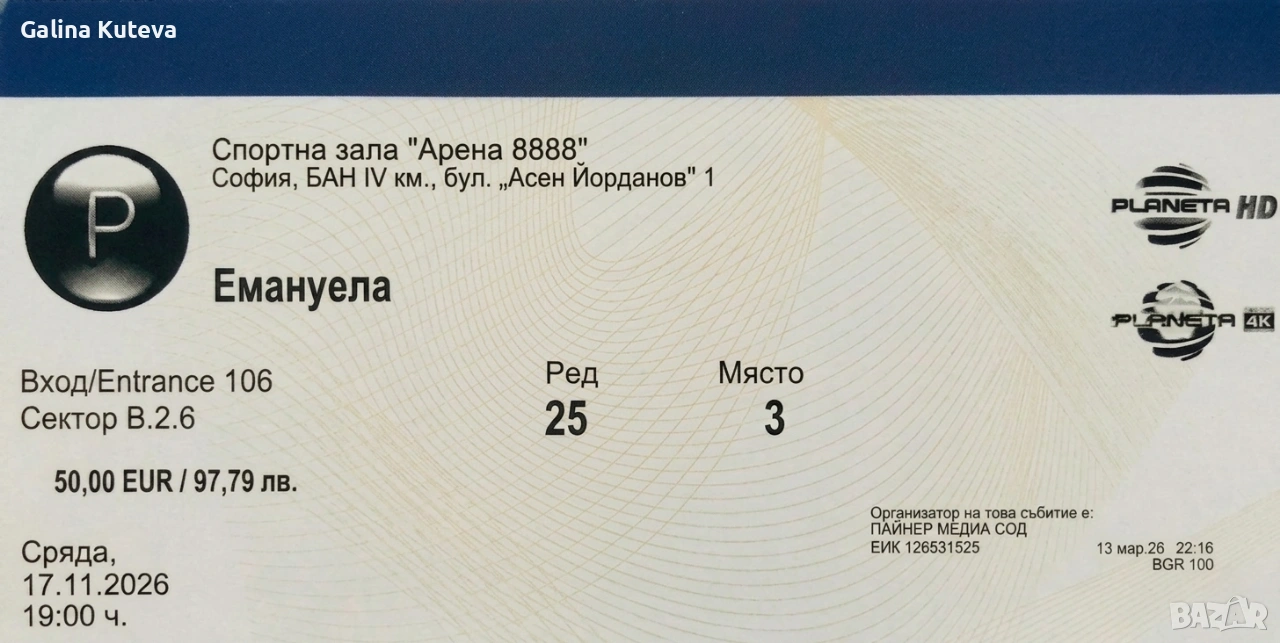 Galina Kuteva
Спортна зала "Арена 8888"
София, БАН IV км., бул. „Асен Йорданов" 1
P
PLANETA HD
Емануела
PLANETA 4K
Вход/Entrance 106
Сектор B.2.6
Ред
25
Място
3
50,00 EUR / 97,79 лв.
Организатор на това събитие е:
ПАЙНЕР МЕДИА СОД
ЕИК 126531525
13 мар.26 22:16
BGR 100
Сряда,
17.11.2026
19:00 ч.
BAZAR